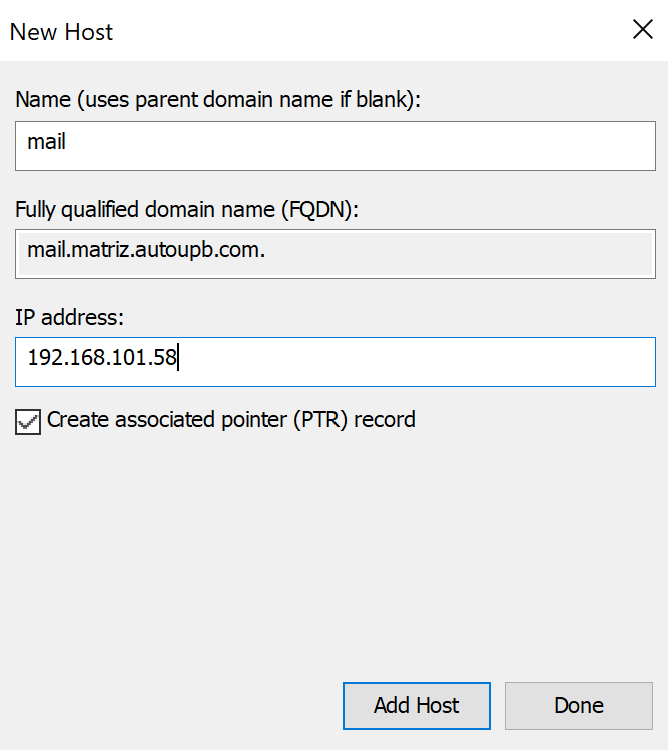 New Host
Name (uses parent domain name if blank):
mail
Fully qualified domain name (FQDN):
mail.matriz.autoupb.com.
IP address:
192.168.101.58
Create associated pointer (PTR) record
Add Host
Done